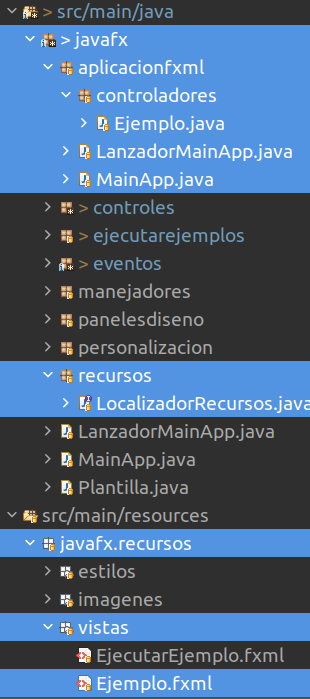 > src/main/java
> javafx
aplicacionfxml
controladores
Ejemplo.java
LanzadorMainApp.java
MainApp.java
> controles
> ejecutarejemplos
> eventos
manejadores
panelesdiseno
personalizacion
recursos
LocalizadorRecursos.java
LanzadorMainApp.java
MainApp.java
Plantilla.java
src/main/resources
javafx.recursos
estilos
imagenes
vistas
EjecutarEjemplo.fxml
Ejemplo.fxml